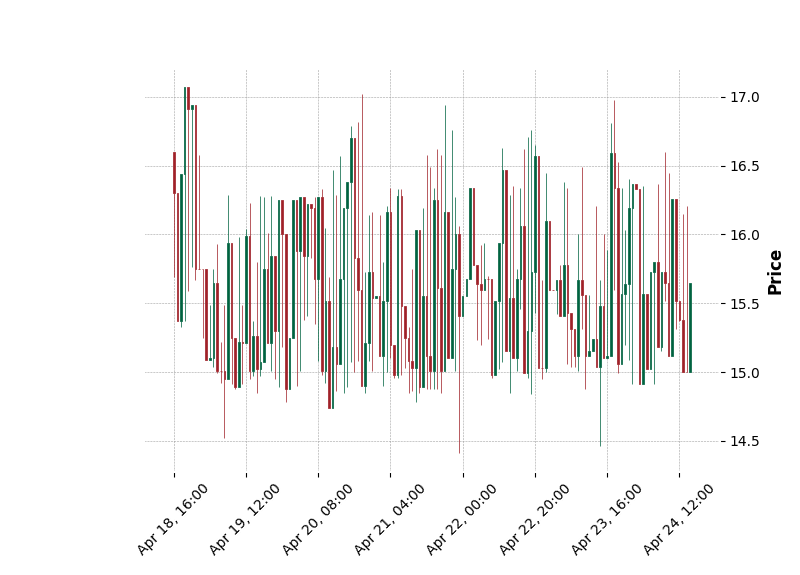 17.0
16.5
16.0
15.5
15.0
14.5
Price
Apr 18, 16:00
Apr 19, 12:00
Apr 20, 08:00
Apr 21, 04:00
Apr 22, 00:00
Apr 22, 20:00
Apr 23, 16:00
Apr 24, 12:00